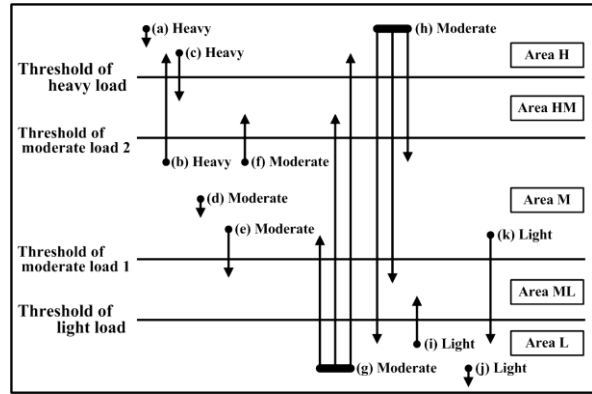 (a) Heavy
(h) Moderate
(c) Heavy
Area H
Threshold of
heavy load
Area HM
Threshold of
moderate load 2
(b) Heavy
(f) Moderate
(d) Moderate
Area M
(e) Moderate
(k) Light
Threshold of
moderate load 1
Area ML
Threshold of
light load
(i) Light
Area L
(g) Moderate
(j) Light